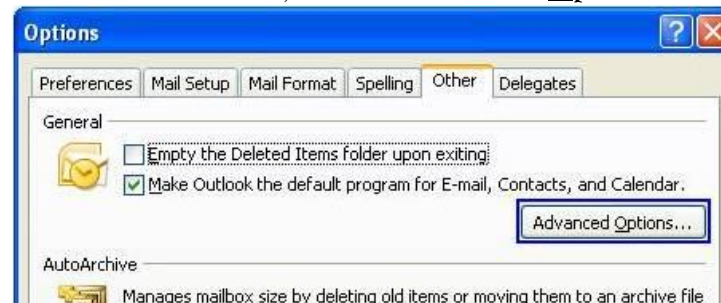 Options
Preferences Mail Setup Mail Format Spelling Other Delegates
General
Empty the Deleted Items folder upon exiting
Make Outlook the default program for E-mail, Contacts, and Calendar.
Advanced Options...
AutoArchive
Manages mailbox size by deleting old items or moving them to an archive file